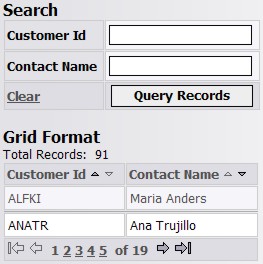 Search
Customer Id
Contact Name
Clear Query Records
Grid Format
Total Records: 91
Customer Id Contact Name
ALFKI Maria Anders
ANATR Ana Trujillo
1 2 3 4 5 of 19